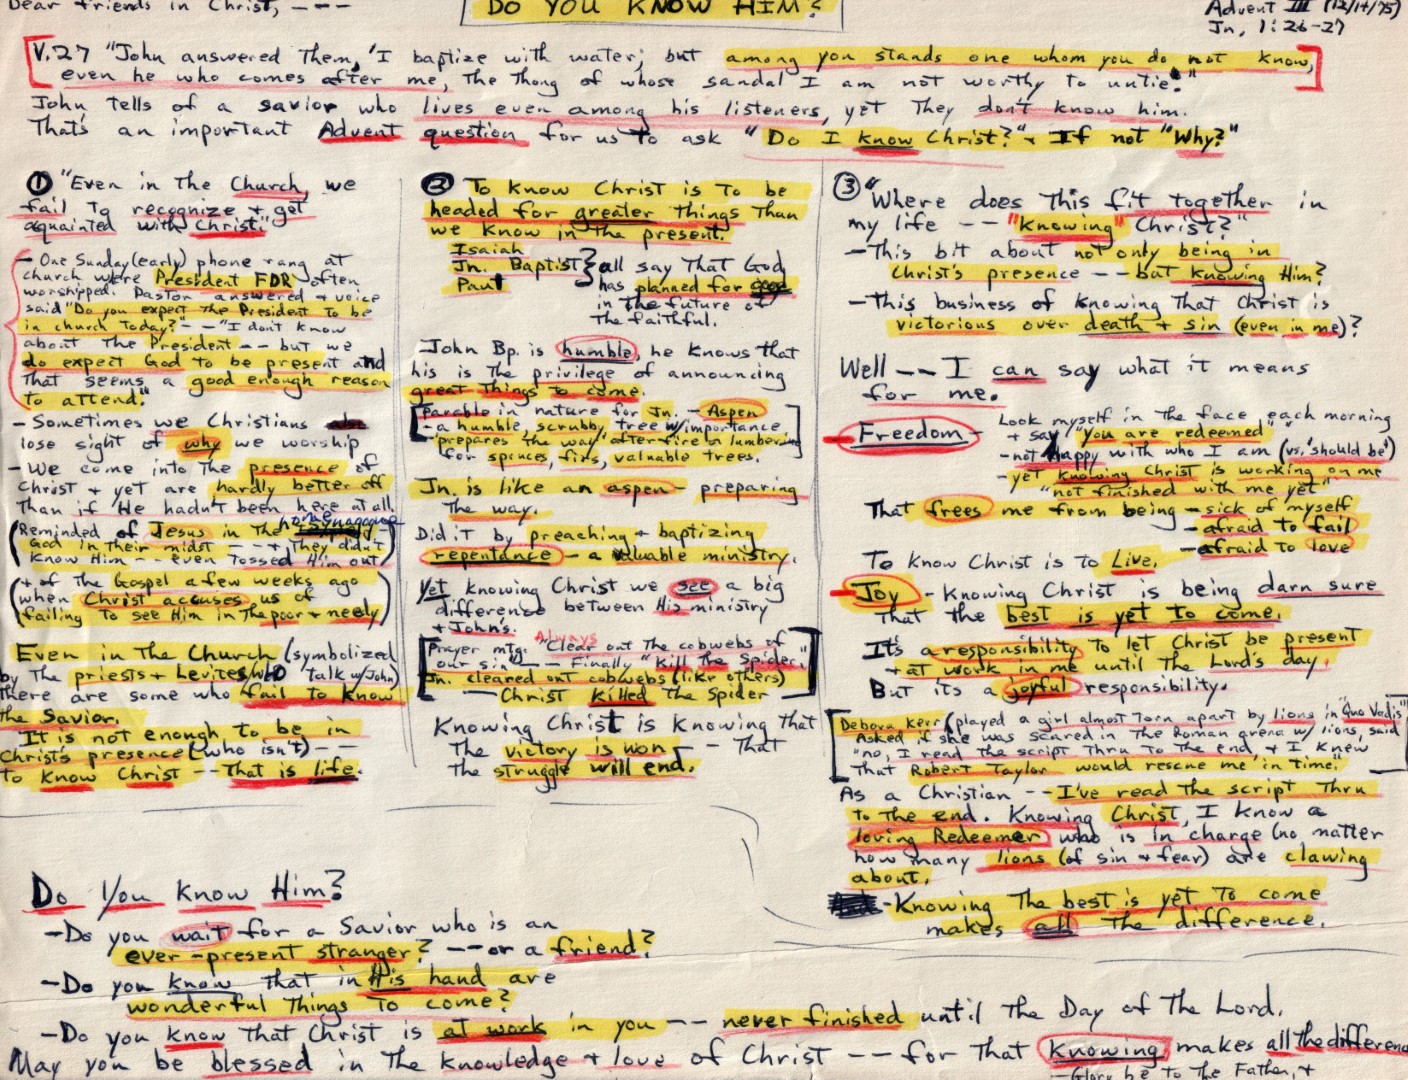 Dear friends in Christ, ---
DO YOU KNOW HIM?
Advent III (12/14/75)
Jn, 1:26-27
V.27 "John answered them, 'I baptize with water; but among you stands one whom you do not know,
even he who comes after me, the thong of whose sandal I am not worthy to untie.'"
John tells of a savior who lives even among his listeners, yet they don't know him.
That's an important Advent question for us to ask "Do I know Christ?" + If not "Why?"
① "Even in the Church, we
fail to recognize + get
aquainted with Christ."
- One Sunday (early) phone rang at
church where President FDR often
worshipped. Pastor answered + voice
said "Do you expect the President to be
in church today?" -- "I don't know
about the President -- but we
do expect God to be present and
that seems a good enough reason
to attend."
- Sometimes we Christians
lose sight of why we worship
- We come into the presence of
Christ + yet are hardly better off
than if He hadn't been here at all.
(Reminded of Jesus in the home synagogue
God in their midst --- + They didn't
know Him -- even tossed Him out)
(+ of the Gospel a few weeks ago
when Christ accuses us of
failing to see Him in the poor + needy)
Even in the Church (symbolized
by the priests + Levites who talk w/John)
there are some who fail to know
the Savior.
It is not enough to be in
Christ's presence (who isn't) --
to know Christ -- That is life.
② To know Christ is to be
headed for greater things than
we know in the present.
Isaiah
Jn. Baptist
Paul
} all say that God
has planned for good
in the future of
the faithful.
John Bp. is humble, he knows that
his is the privilege of announcing
great things to come.
[Parable in nature for Jn. - Aspen
- a humble, scrubby tree w/importance
"prepares the way" after fire or lumbering
for spruces, firs, valuable trees.]
Jn. is like an aspen - preparing
the way.
Did it by preaching + baptizing
repentance - a valuable ministry.
Yet knowing Christ we see a big
difference between His ministry
+ John's.
[Prayer mtg. Always "Clear out the cobwebs of
our sin" - Finally "Kill the Spider."
Jn. cleared out cobwebs (like others)
- Christ killed the Spider]
Knowing Christ is knowing that
the victory is won - that
the struggle will end.
③ "Where does this fit together in
my life -- "knowing" Christ?"
- This bit about not only being in
Christ's presence -- but knowing Him?
- This business of knowing that Christ is
victorious over death + sin (even in me)?
Well -- I can say what it means
for me.
Freedom - Look myself in the face each morning
+ say "you are redeemed"
- not happy with who I am (vs. 'should be')
- yet knowing Christ is working on me
"not finished with me yet"
That frees me from being - sick of myself
- afraid to fail
- afraid to love
To know Christ is to Live.
Joy - Knowing Christ is being darn sure
that the best is yet to come.
It's a responsibility to let Christ be present
+ at work in me until the Lord's day.
But it's a joyful responsibility.
[Debora Kerr (played a girl almost torn apart by lions in "Quo Vadis"
Asked if she was scared in the Roman arena w/ lions, said
"no, I read the script thru to the end, + I knew
that Robert Taylor would rescue me in time."]
As a Christian -- I've read the script thru
to the end. Knowing Christ, I know a
loving Redeemer who is in charge (no matter
how many lions (of sin + fear) are clawing
about.
- Knowing the best is yet to come
makes all the difference.
Do You Know Him?
- Do you wait for a Savior who is an
ever-present stranger? -- or a friend?
- Do you know that in His hand are
wonderful things to come?
- Do you know that Christ is at work in you -- never finished until the Day of the Lord.
May you be blessed in the knowledge + love of Christ -- for that knowing makes all the difference
- Glory be to the Father, +